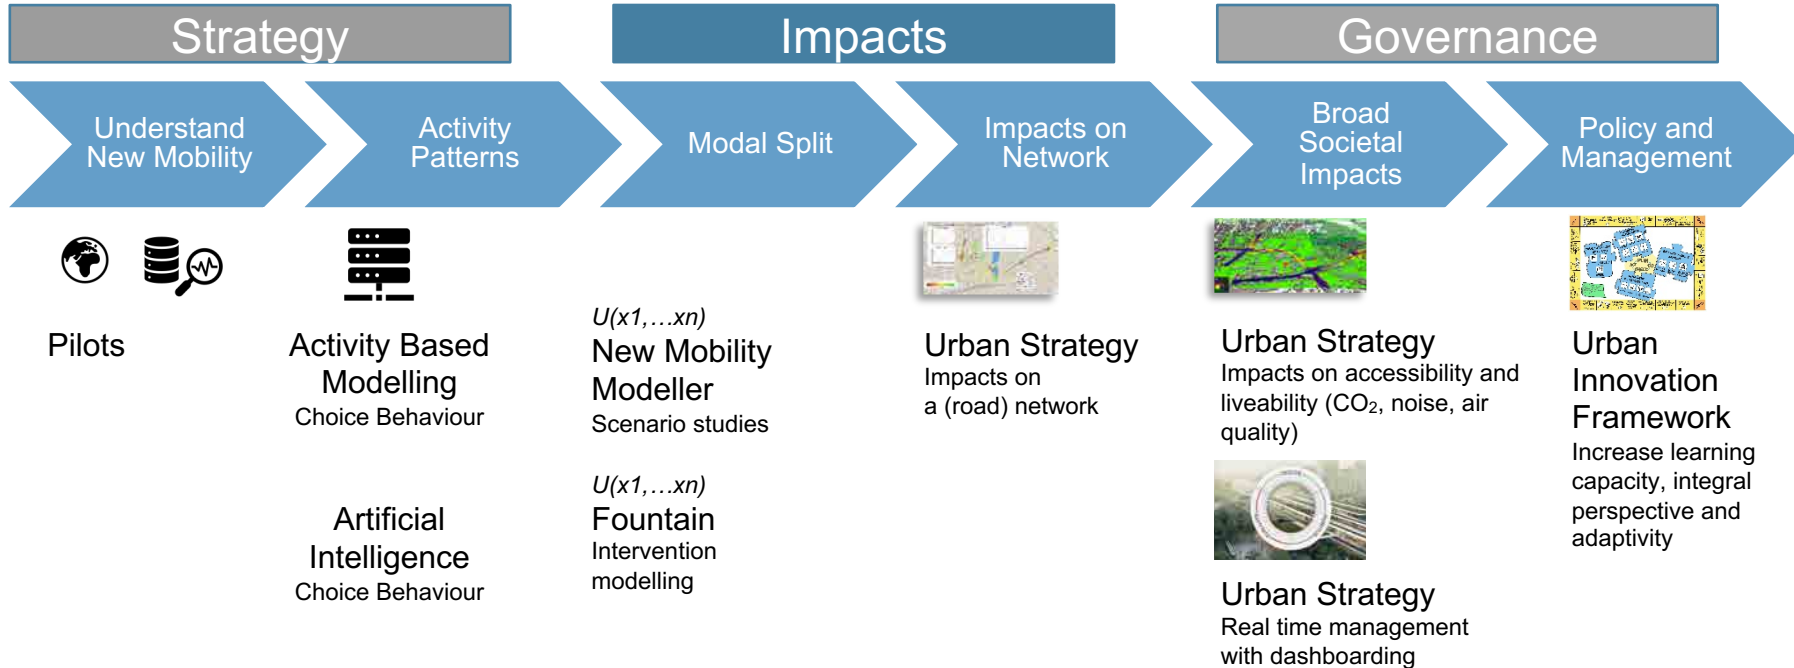 Strategy
Impacts
Governance
Understand
New Mobility
Activity
Patterns
Modal Split
Impacts on
Network
Broad
Societal
Impacts
Policy and
Management
Pilots
Activity Based
Modelling
Choice Behaviour
Artificial
Intelligence
Choice Behaviour
U(x1,…xn)
New Mobility
Modeller
Scenario studies
U(x1,…xn)
Fountain
Intervention
modelling
Urban Strategy
Impacts on
a (road) network
Urban Strategy
Impacts on accessibility and
liveability (CO₂, noise, air
quality)
Urban Strategy
Real time management
with dashboarding
Urban
Innovation
Framework
Increase learning
capacity, integral
perspective and
adaptivity